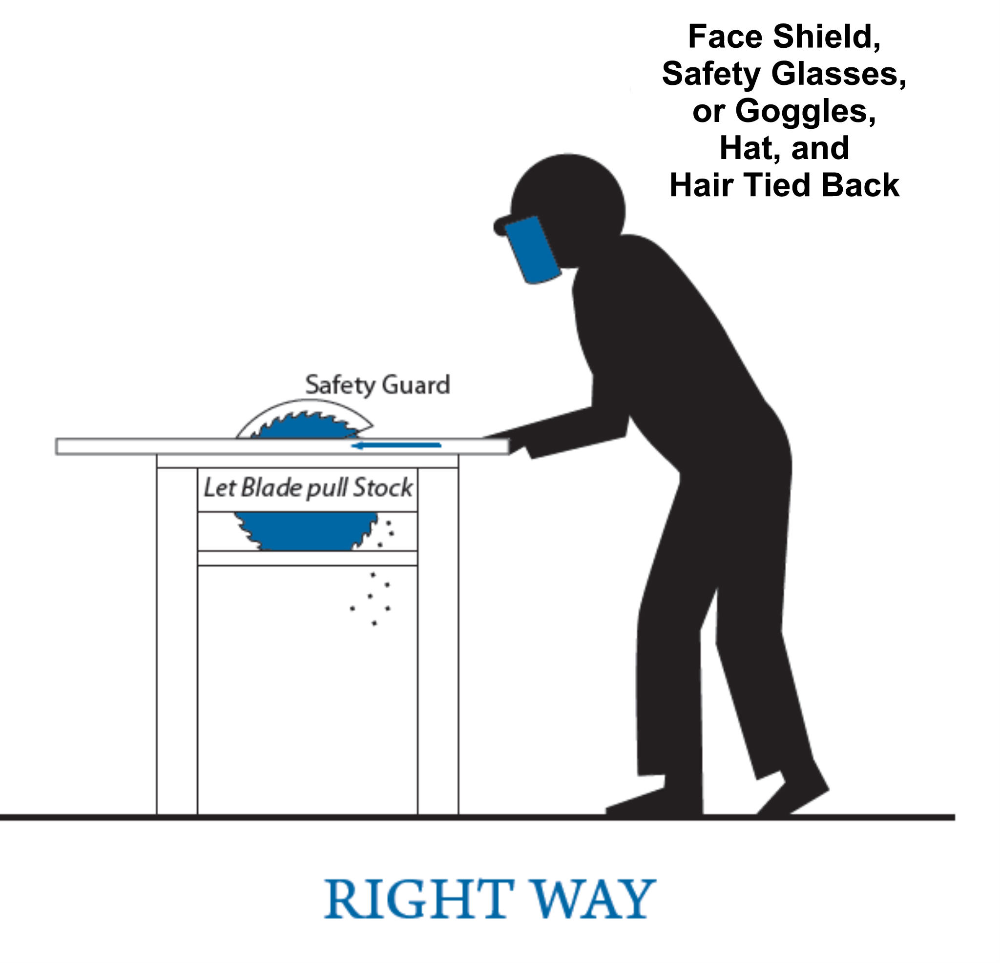 Face Shield,
Safety Glasses,
or Goggles,
Hat, and
Hair Tied Back
Safety Guard
Let Blade pull Stock
RIGHT WAY